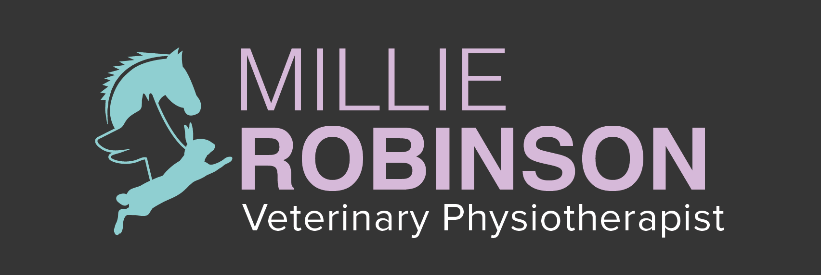 MILLIE
ROBINSON
Veterinary Physiotherapist